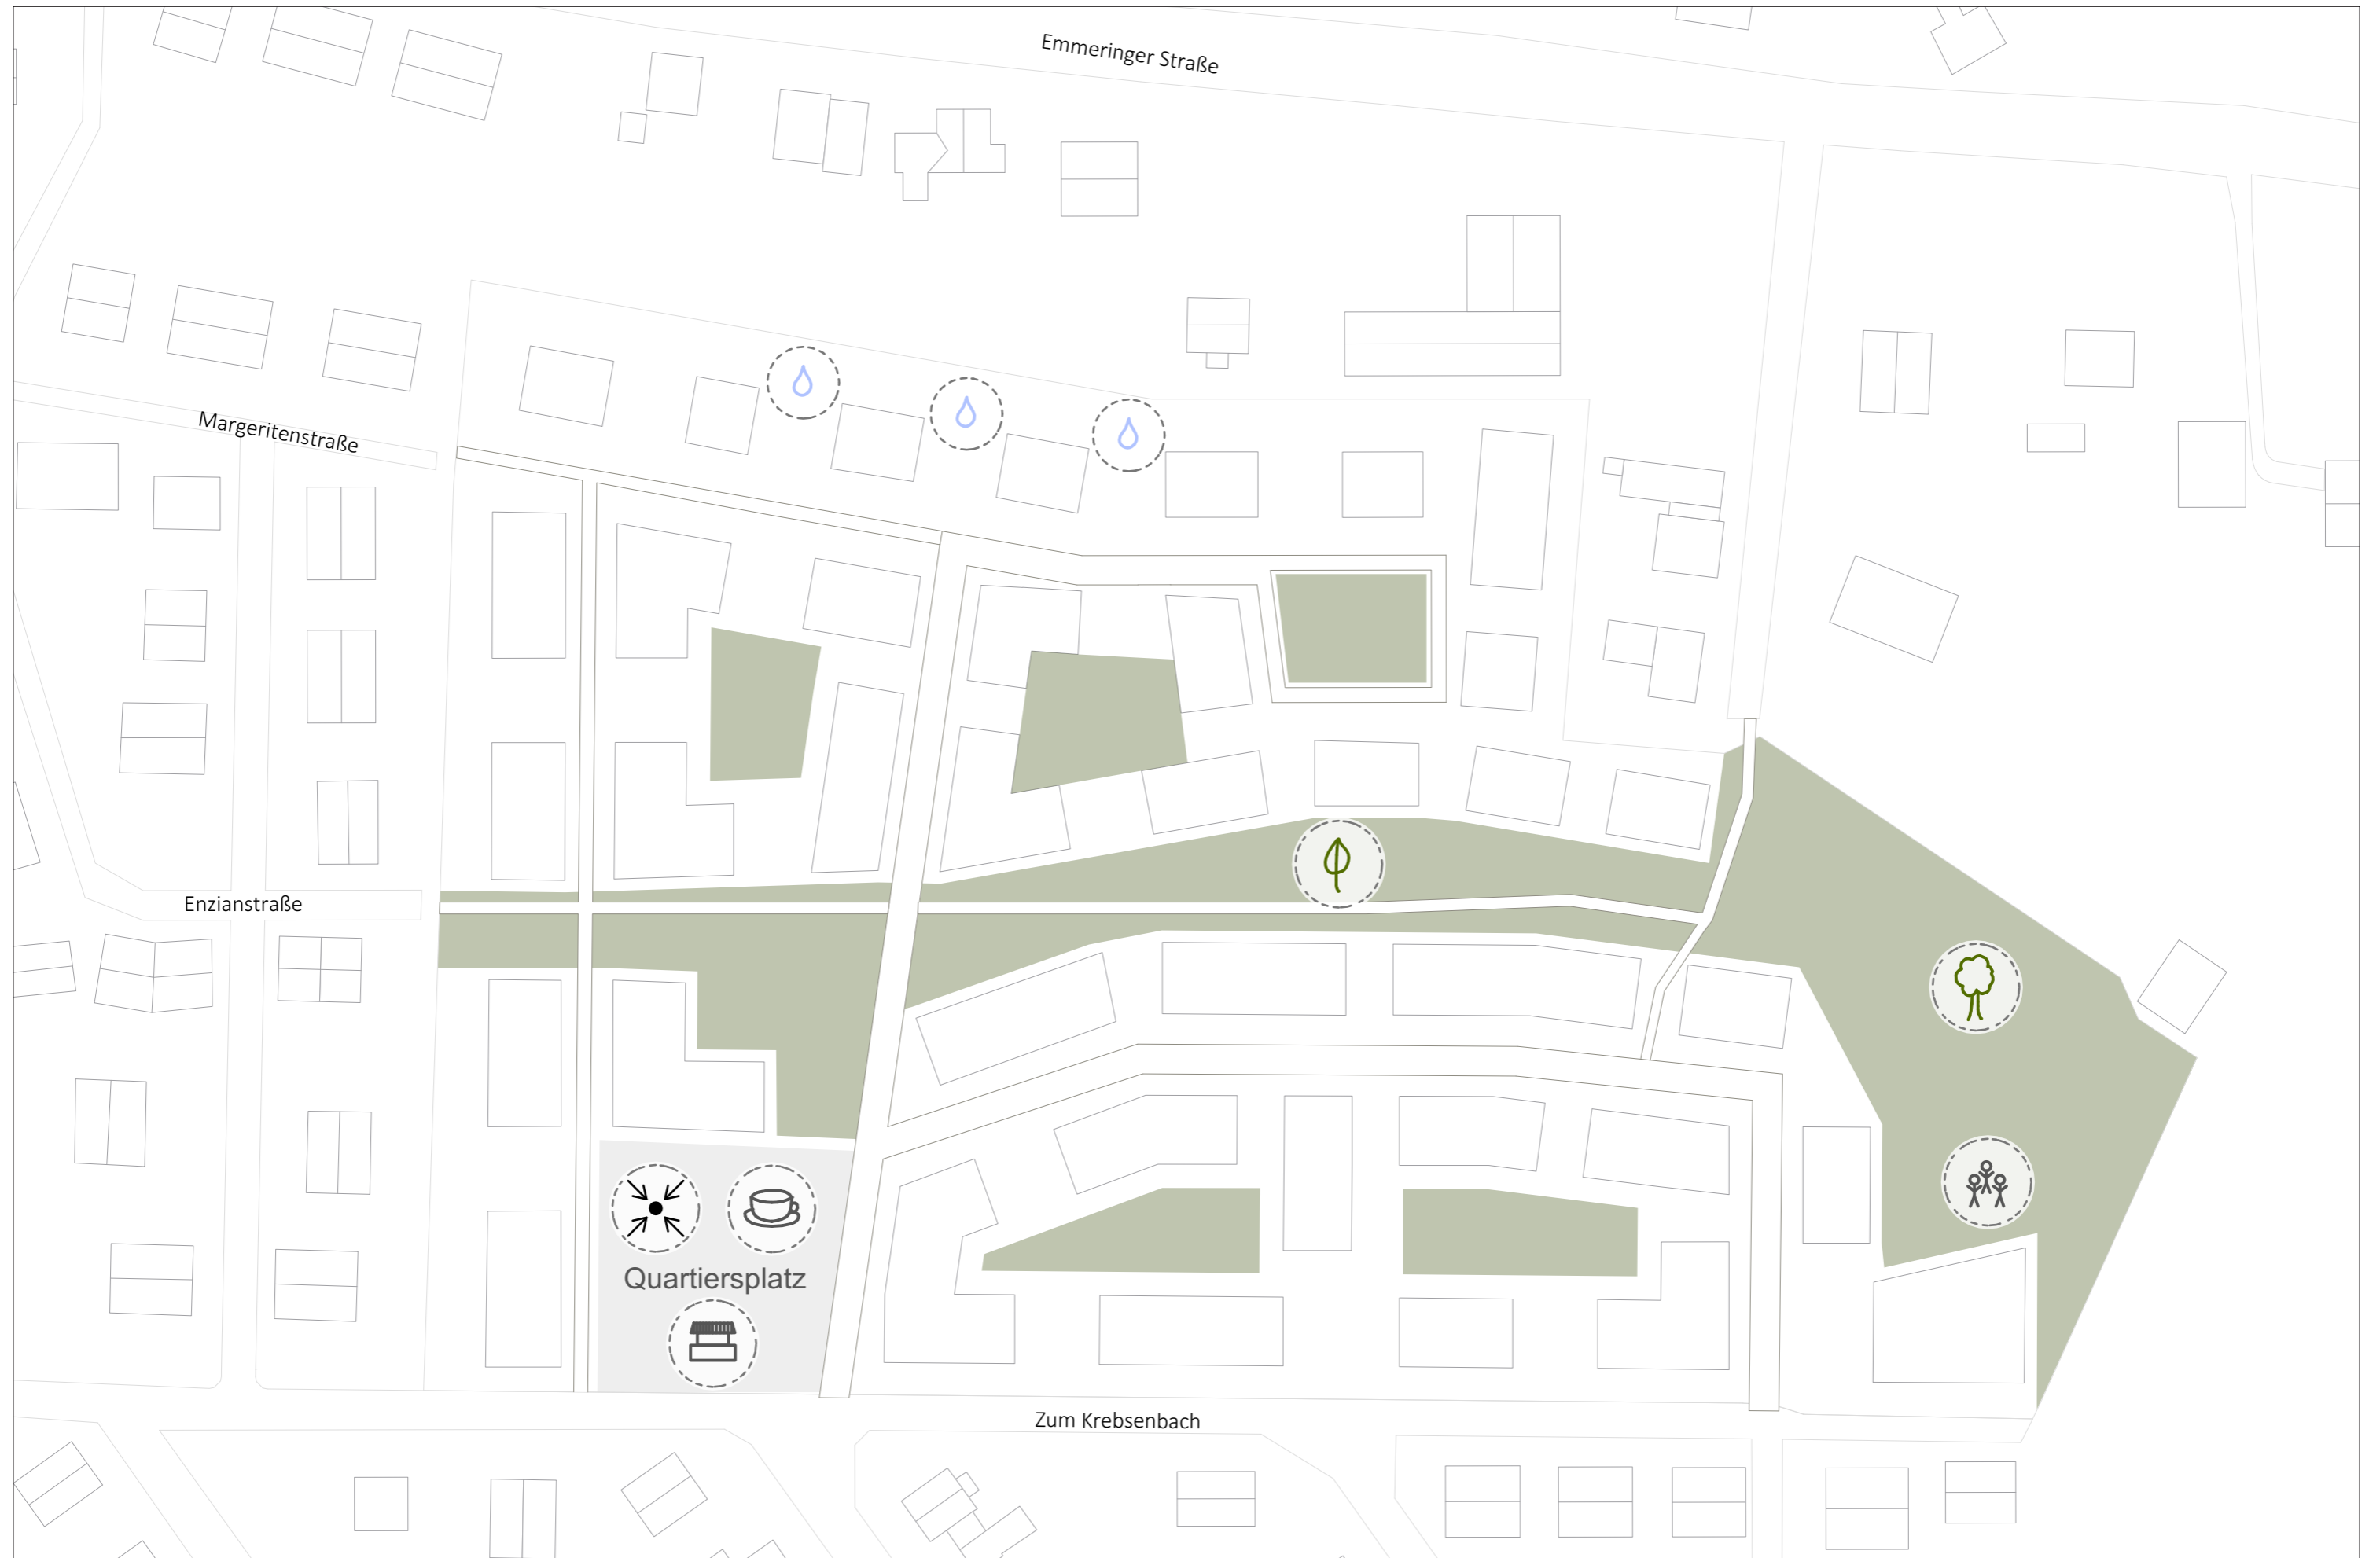 Emmeringer Straße
Margeritenstraße
Enzianstraße
Quartiersplatz
Zum Krebsenbach